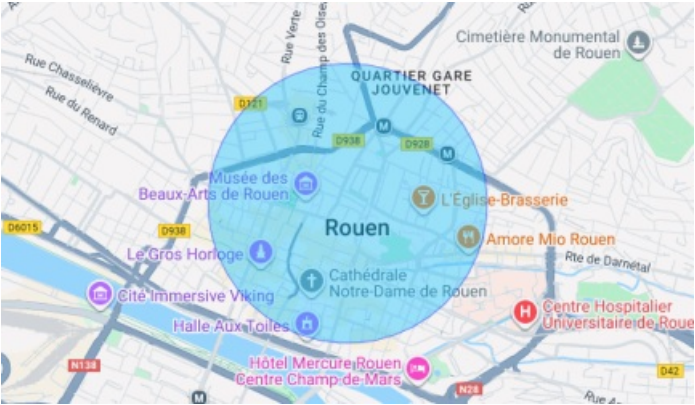 Cimetière Monumental
de Rouen
Rue Verte
Rue du Champ des Oise
Rue Chasselièvre
Rue du Renard
QUARTIER GARE
JOUVENET
D121
M
D938
D928
M
Musée des
Beaux-Arts de Rouen
L'Église-Brasserie
D6015
D938
Rouen
Amore Mio Rouen
Le Gros Horloge
Rte de Darnétal
Cathédrale
Notre-Dame de Rouen
Cité Immersive Viking
H
Centre Hospitalier
Universitaire de Roue
Halle Aux Toiles
N138
Hôtel Mercure Rouen
Centre Champ-de-Mars
D42
N28
M